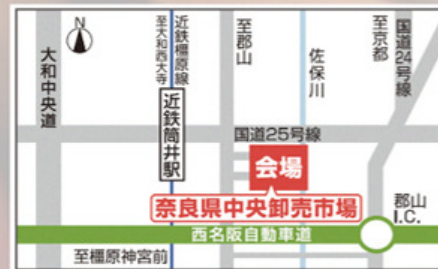 N
大和中央道
至大和西大寺
近鉄橿原線
近鉄筒井駅
至郡山
佐保川
至京都
国道24号線
国道25号線
会場
奈良県中央卸売市場
郡山
I.C.
西名阪自動車道
至橿原神宮前